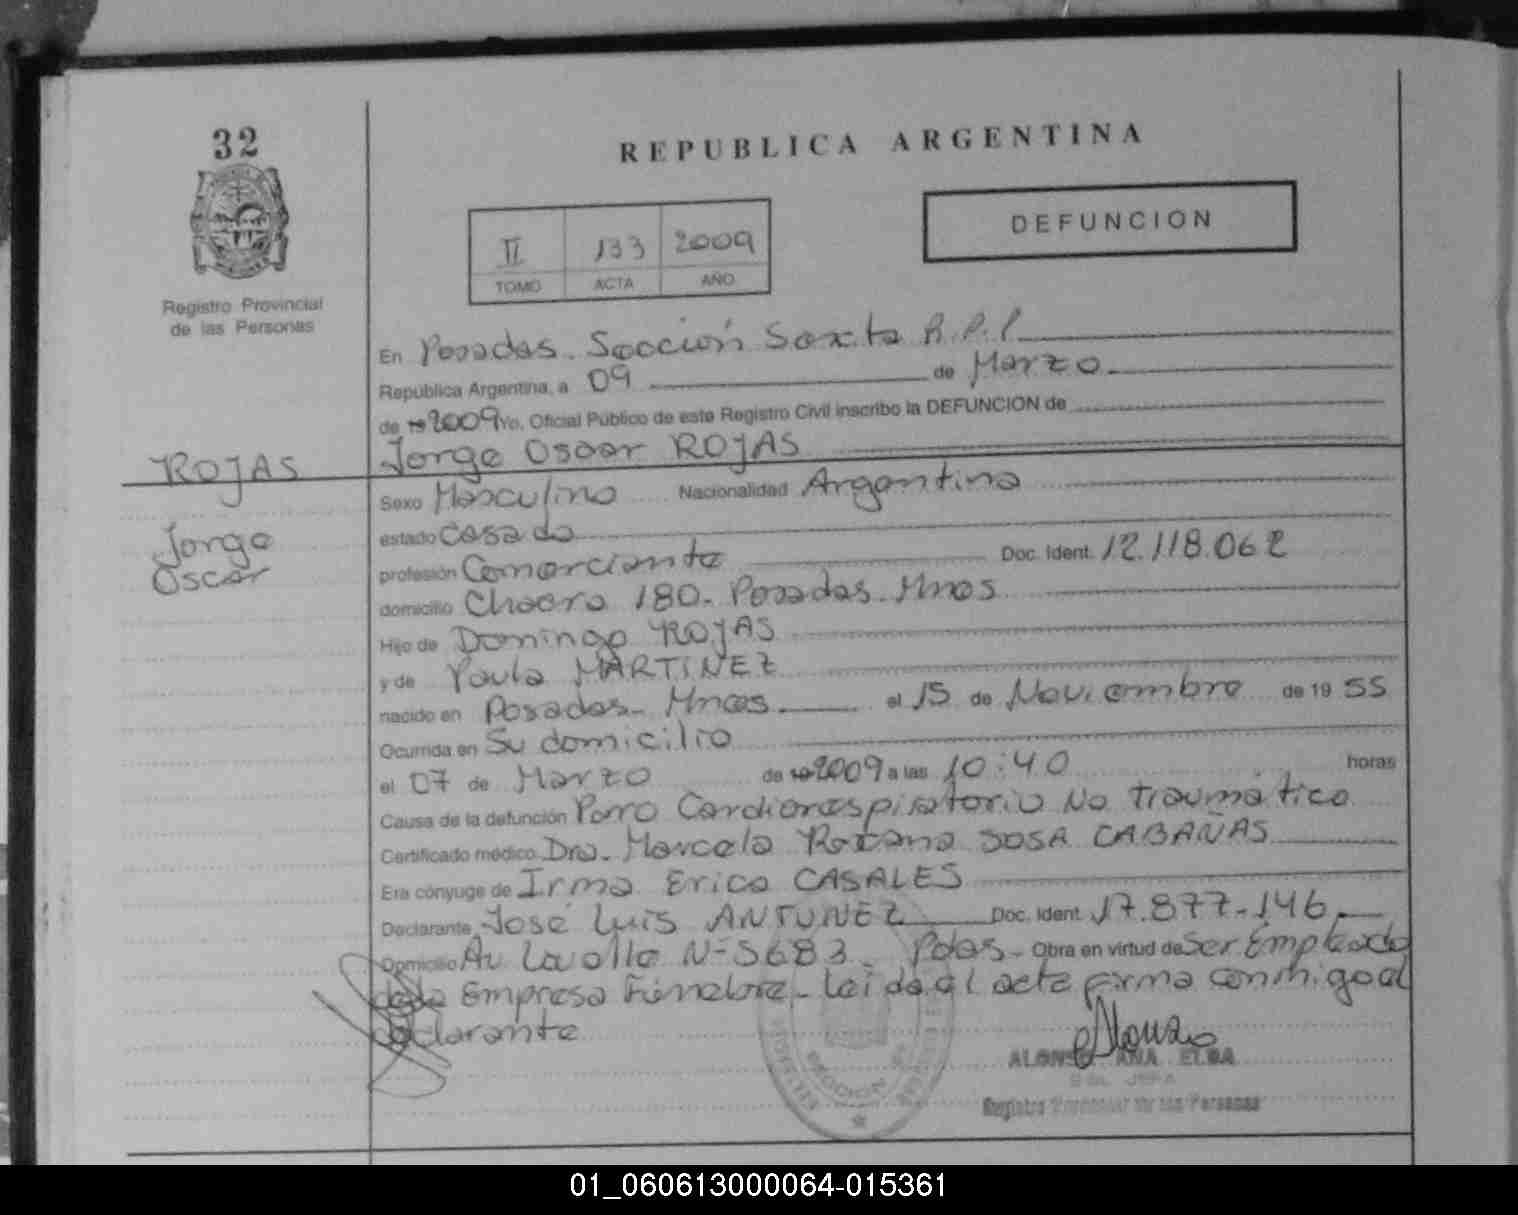 32
REPUBLICA ARGENTINA
DEFUNCION
II 133 2009
TOMO ACTA AÑO
Registro Provincial
de las Personas
En Posadas. Sección Sexta R.P.P.
República Argentina, a 09 de Marzo
de 19 2009 Yo, Oficial Público de este Registro Civil inscribo la DEFUNCION de
Jorge Oscar ROJAS
ROJAS
Jorge
Oscar
Sexo Masculino Nacionalidad Argentina
estado Casado
profesión Comerciante Doc. Ident. 12.118.062
domicilio Chacra 180. Posadas. Mnes
Hijo de Domingo ROJAS
y de Paula MARTINEZ
nacido en Posadas - Mnes el 15 de Noviembre de 19 55
Ocurrida en Su domicilio
el 07 de Marzo de 19 2009 a las 10:40 horas
Causa de la defunción Paro Cardiorespiratorio No traumático
Certificado médico Dra. Marcela Roxana SOSA CABAÑAS
Era cónyuge de Irma Erica CASALES
Declarante José Luis ANTUNEZ Doc. Ident. 17.877.146
Domicilio Av Lavalle N-5683 Pdas - Obra en virtud de Ser Empleado
de la Empresa Fúnebre - Leída el acta firma conmigo el
declarante
ALONSO ANA ELBA
Registro Provincial de las Personas
SECCION
01_060613000064-015361